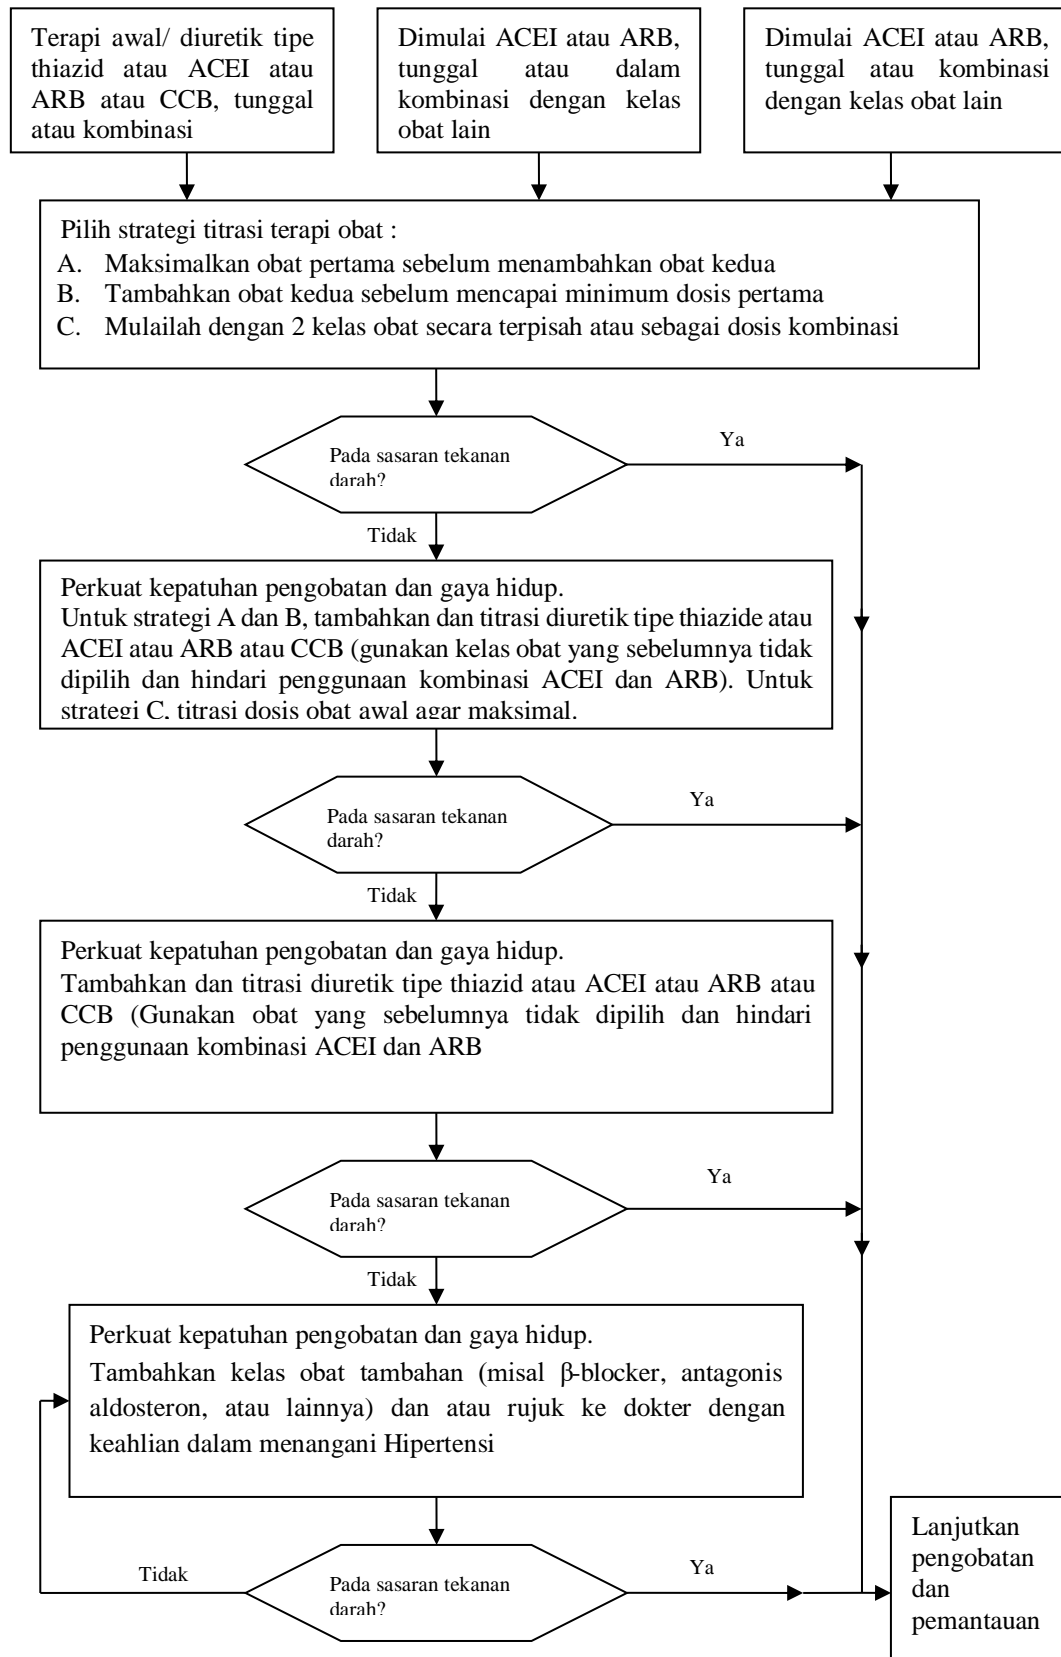 Terapi awal/ diuretik tipe
thiazid atau ACEI atau
ARB atau CCB, tunggal
atau kombinasi
Dimulai ACEI atau ARB,
tunggal atau dalam
kombinasi dengan kelas
obat lain
Dimulai ACEI atau ARB,
tunggal atau kombinasi
dengan kelas obat lain
Pilih strategi titrasi terapi obat :
A. Maksimalkan obat pertama sebelum menambahkan obat kedua
B. Tambahkan obat kedua sebelum mencapai minimum dosis pertama
C. Mulailah dengan 2 kelas obat secara terpisah atau sebagai dosis kombinasi
Pada sasaran tekanan
darah?
Ya
Tidak
Perkuat kepatuhan pengobatan dan gaya hidup.
Untuk strategi A dan B, tambahkan dan titrasi diuretik tipe thiazide atau
ACEI atau ARB atau CCB (gunakan kelas obat yang sebelumnya tidak
dipilih dan hindari penggunaan kombinasi ACEI dan ARB). Untuk
strategi C, titrasi dosis obat awal agar maksimal.
Pada sasaran tekanan
darah?
Ya
Tidak
Perkuat kepatuhan pengobatan dan gaya hidup.
Tambahkan dan titrasi diuretik tipe thiazid atau ACEI atau ARB atau
CCB (Gunakan obat yang sebelumnya tidak dipilih dan hindari
penggunaan kombinasi ACEI dan ARB
Pada sasaran tekanan
darah?
Ya
Tidak
Perkuat kepatuhan pengobatan dan gaya hidup.
Tambahkan kelas obat tambahan (misal β-blocker, antagonis
aldosteron, atau lainnya) dan atau rujuk ke dokter dengan
keahlian dalam menangani Hipertensi
Tidak
Pada sasaran tekanan
darah?
Ya
Lanjutkan
pengobatan
dan
pemantauan